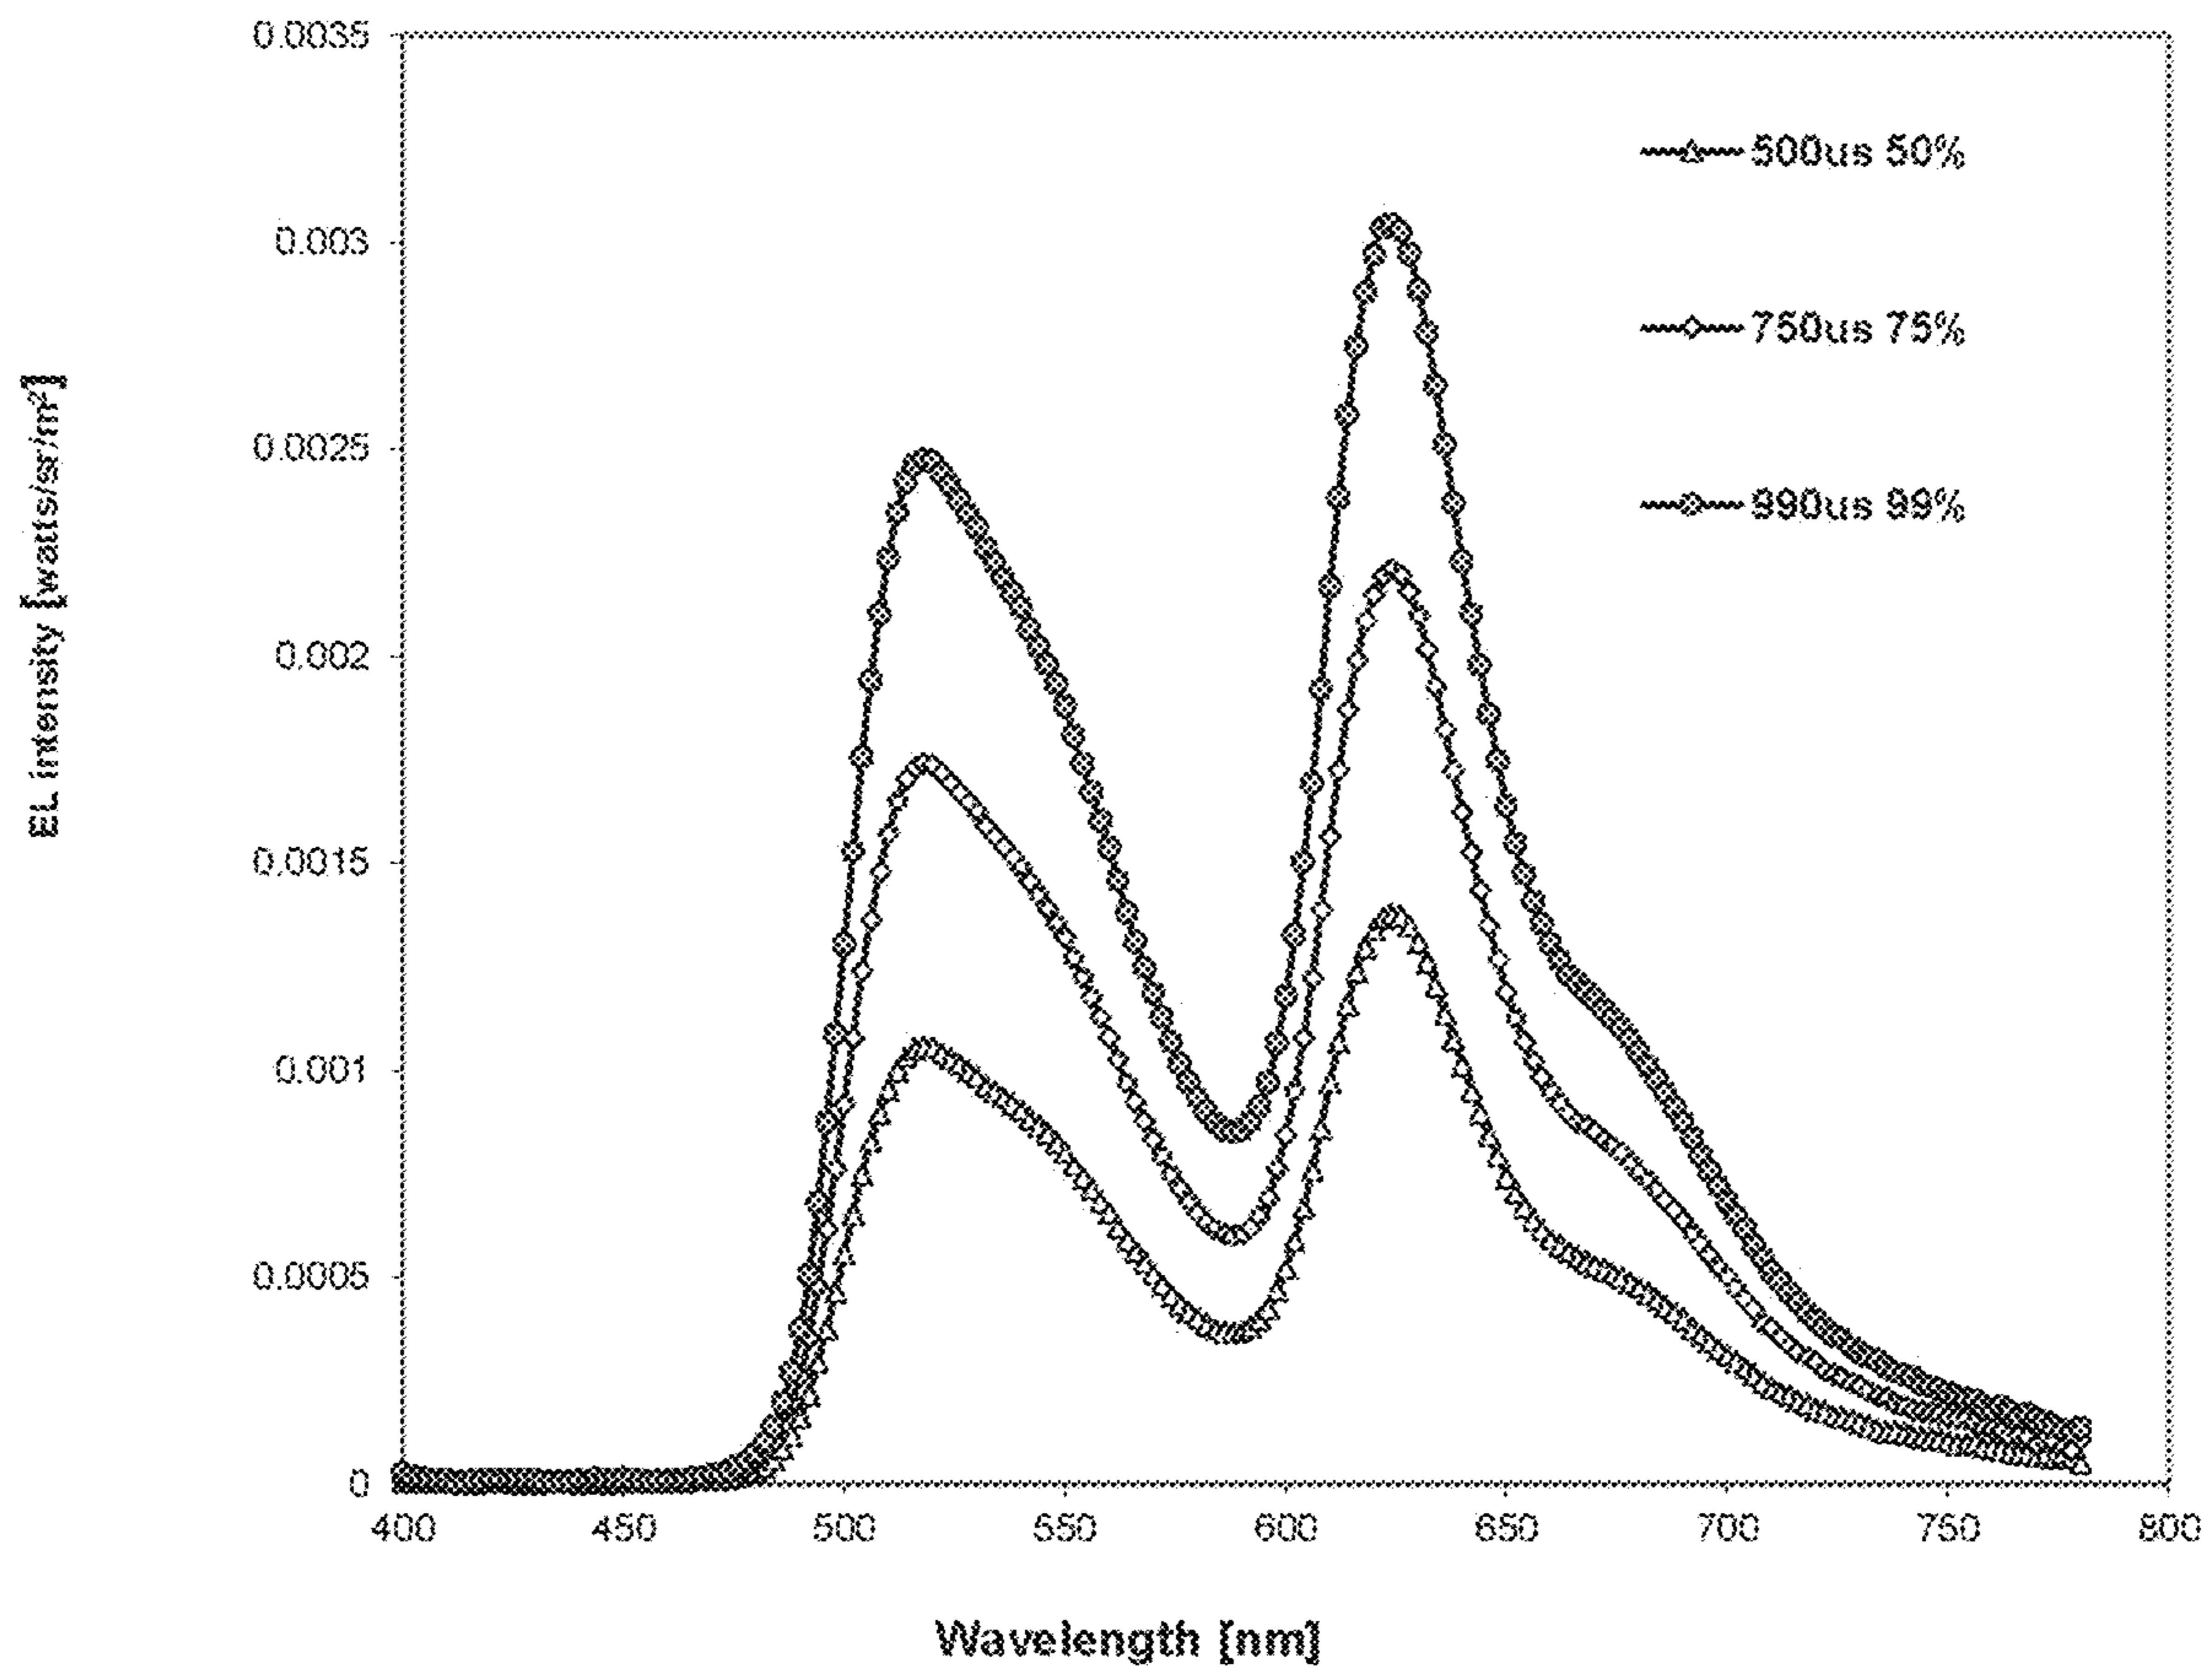 0.0035
0.003
0.0025
0.002
0.0015
0.001
0.0005
0
400 450 500 550 600 650 700 750 800
EL intensity [watts/sr/m²]
Wavelength [nm]
500us 50%
750us 75%
990us 99%